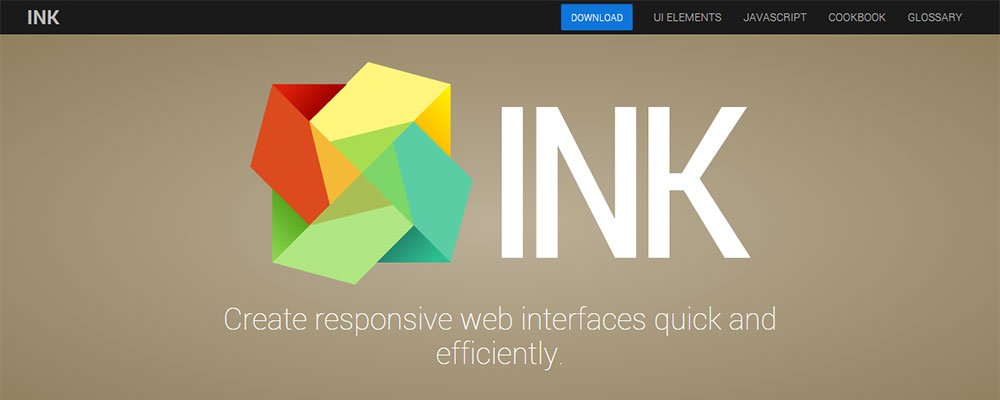 INK
DOWNLOAD
UI ELEMENTS
JAVASCRIPT
COOKBOOK
GLOSSARY
INK
Create responsive web interfaces quick and
efficiently.